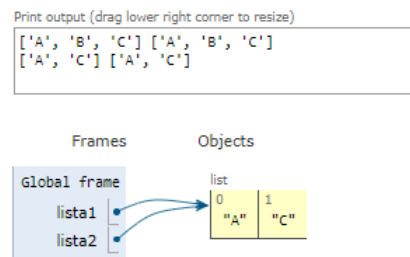 Print output (drag lower right corner to resize)
['A', 'B', 'C'] ['A', 'B', 'C']
['A', 'C'] ['A', 'C']
Frames Objects
Global frame
lista1
lista2
list
0 1
"A" "C"